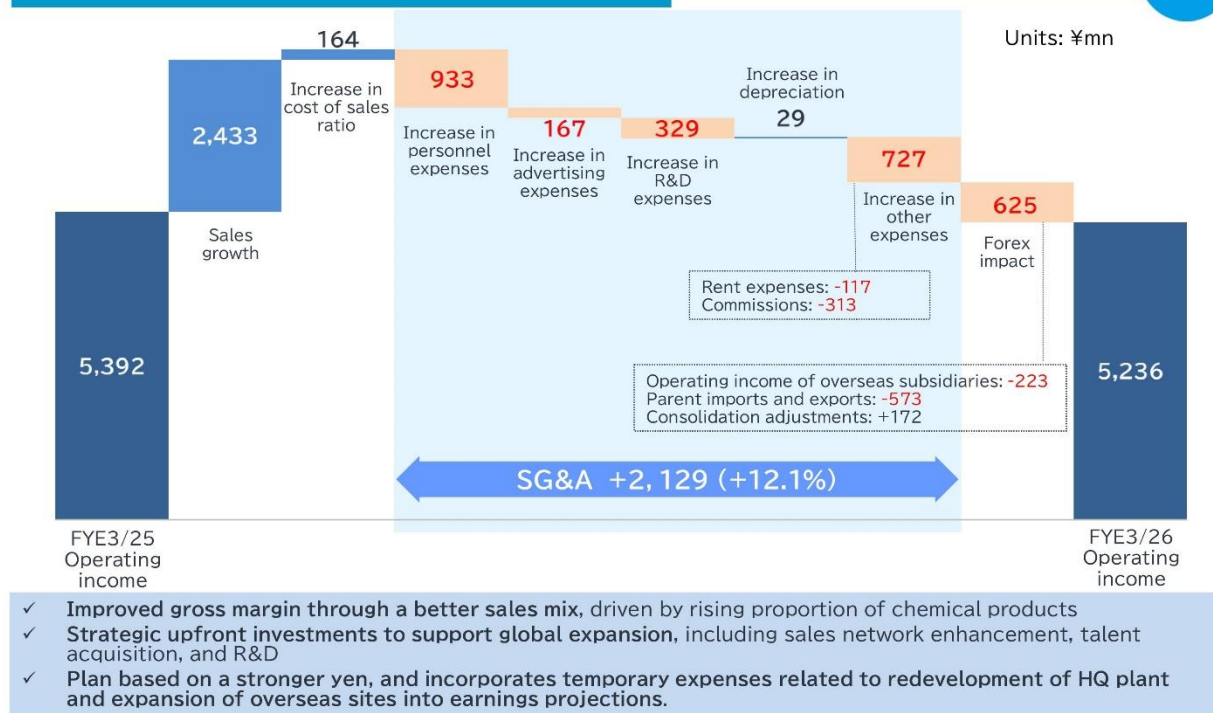 Units: ¥mn
164
Increase in
cost of sales
ratio
2,433
Sales
growth
933
Increase in
personnel
expenses
167
Increase in
advertising
expenses
329
Increase in
R&D
expenses
Increase in
depreciation
29
727
Increase in
other
expenses
625
Forex
impact
Rent expenses: -117
Commissions: -313
Operating income of overseas subsidiaries: -223
Parent imports and exports: -573
Consolidation adjustments: +172
5,392
5,236
SG&A +2,129 (+12.1%)
FYE3/25
Operating
income
FYE3/26
Operating
income
✓ Improved gross margin through a better sales mix, driven by rising proportion of chemical products
✓ Strategic upfront investments to support global expansion, including sales network enhancement, talent
acquisition, and R&D
✓ Plan based on a stronger yen, and incorporates temporary expenses related to redevelopment of HQ plant
and expansion of overseas sites into earnings projections.